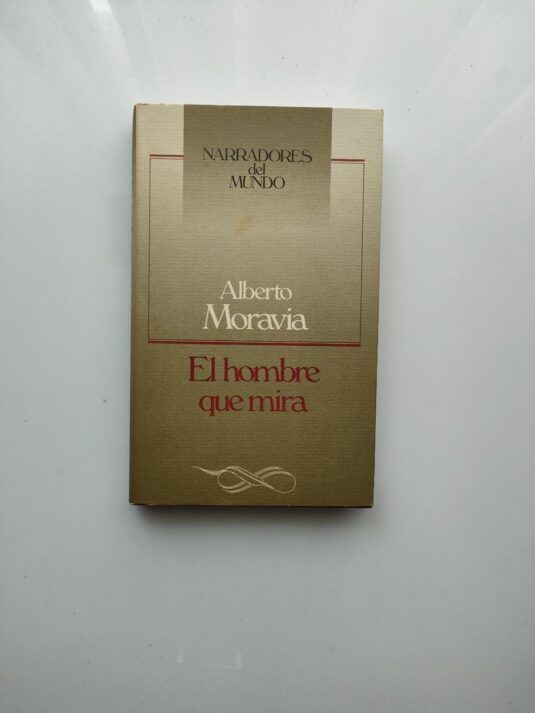 NARRADORES
del
MUNDO
Alberto
Moravia
El hombre
que mira